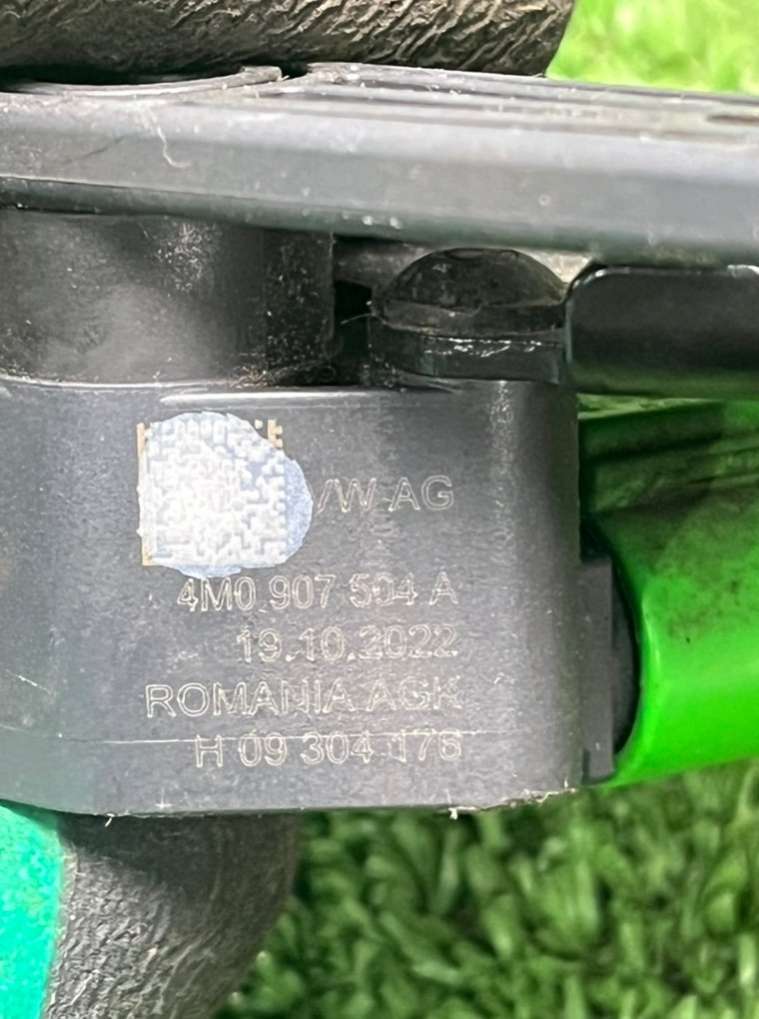 VW AG
4M0 907 504 A
19.10.2022
ROMANIA AGK
H 09 304 176